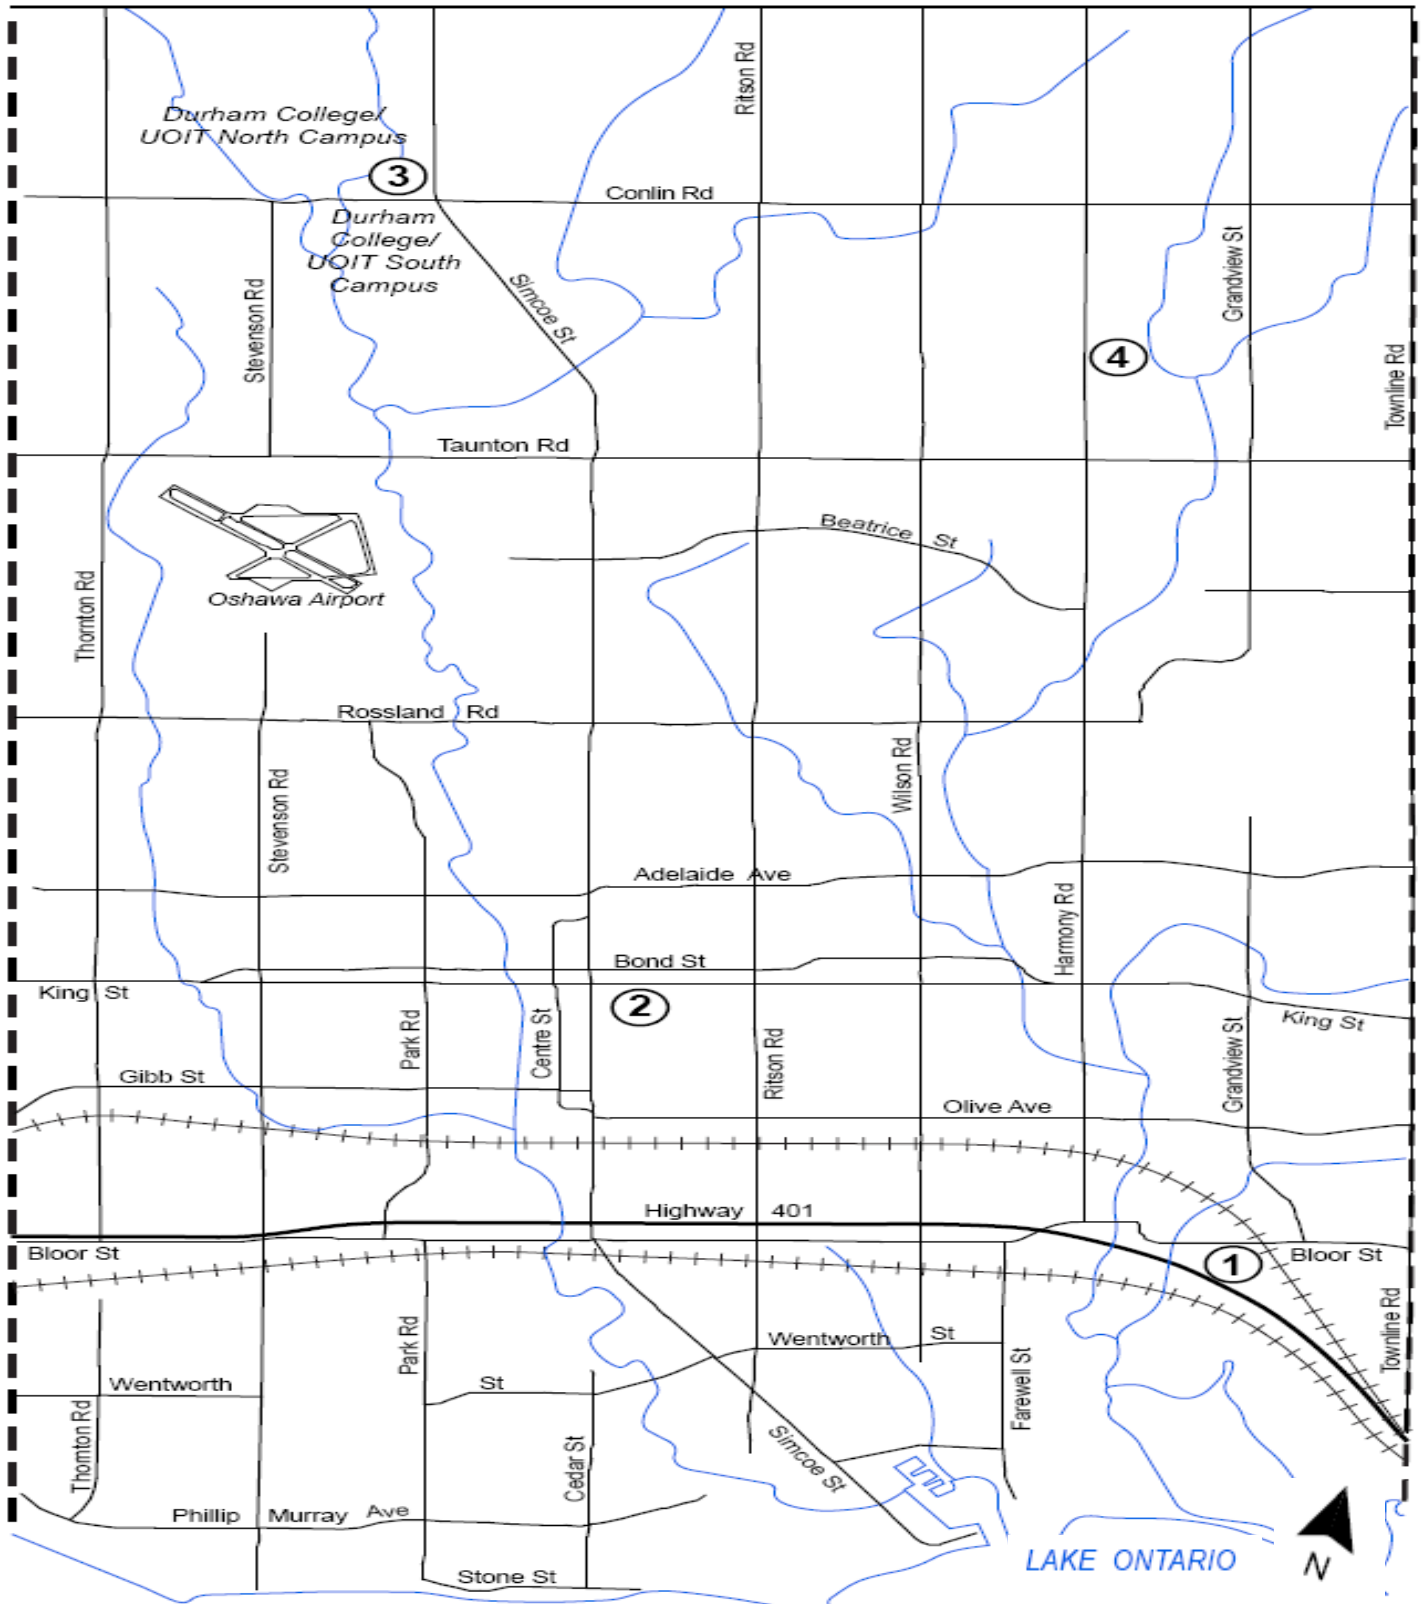 Ritson Rd
Durham College/
UOIT North Campus
3
Conlin Rd
Durham
College/
UOIT South
Campus
Simcoe St
Stevenson Rd
Grandview St
4
Townline Rd
Taunton Rd
Beatrice St
Oshawa Airport
Thornton Rd
Rossland Rd
Wilson Rd
Stevenson Rd
Adelaide Ave
Harmony Rd
Bond St
King St
2
King St
Park Rd
Centre St
Ritson Rd
Grandview St
Gibb St
Olive Ave
Highway 401
Bloor St
1
Bloor St
Park Rd
Wentworth St
Townline Rd
Farewell St
Wentworth St
Thornton Rd
Cedar St
Simcoe St
Phillip Murray Ave
LAKE ONTARIO
N
Stone St